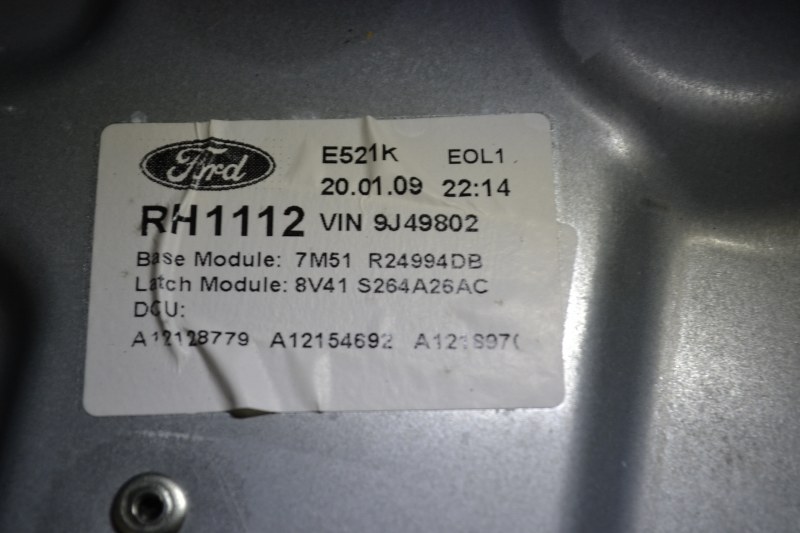 Ford
E521K EOL1
20.01.09 22:14
RH1112 VIN 9J49802
Base Module: 7M51 R24994DB
Latch Module: 8V41 S264A26AC
DCU:
A12128779 A12154692